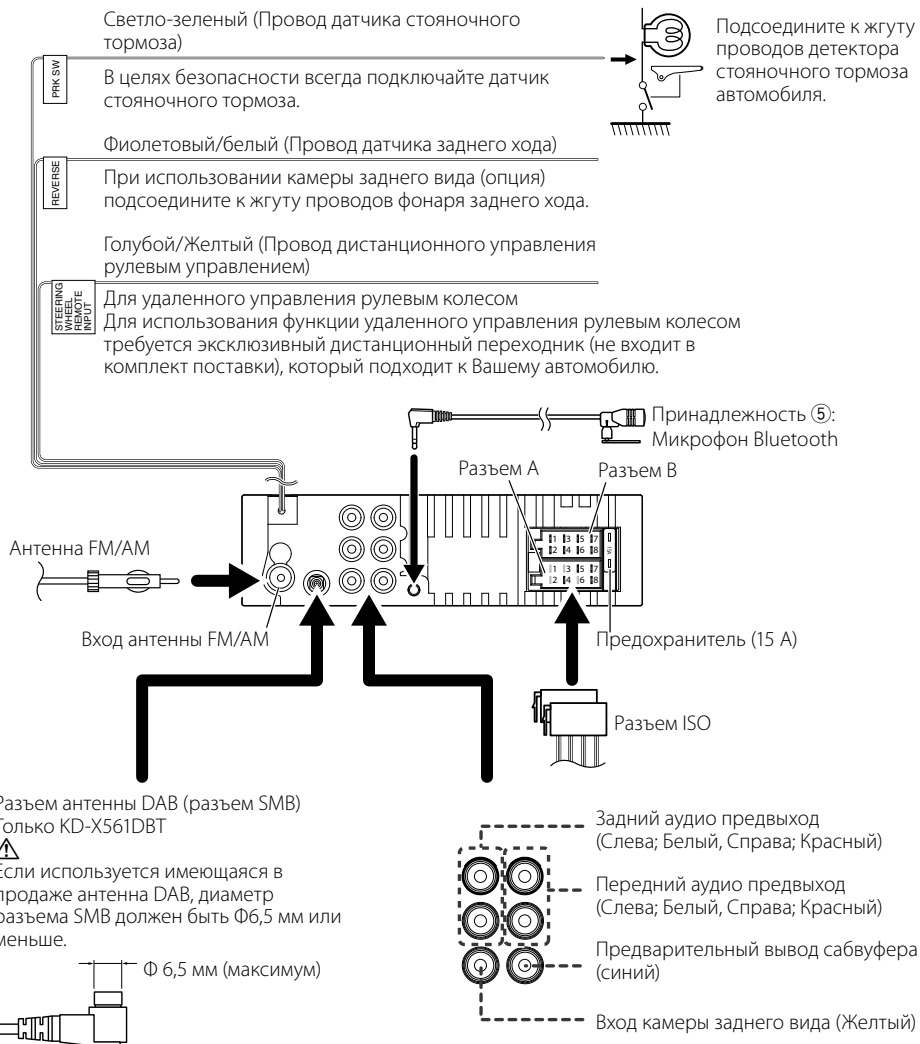 Светло-зеленый (Провод датчика стояночного
тормоза)
PRK SW
В целях безопасности всегда подключайте датчик
стояночного тормоза.
Подсоедините к жгуту
проводов детектора
стояночного тормоза
автомобиля.
Фиолетовый/белый (Провод датчика заднего хода)
REVERSE
При использовании камеры заднего вида (опция)
подсоедините к жгуту проводов фонаря заднего хода.
Голубой/Желтый (Провод дистанционного управления
рулевым управлением)
STEERING
WHEEL
REMOTE
INPUT
Для удаленного управления рулевым колесом
Для использования функции удаленного управления рулевым колесом
требуется эксклюзивный дистанционный переходник (не входит в
комплект поставки), который подходит к Вашему автомобилю.
Принадлежность ⑤:
Микрофон Bluetooth
Разъем A
Разъем B
1 3 5 7
2 4 6 8
15A
1 3 5 7
2 4 6 8
Антенна FM/AM
Вход антенны FM/AM
Предохранитель (15 A)
Разъем ISO
Разъем антенны DAB (разъем SMB)
Только KD-X561DBT
Если используется имеющаяся в
продаже антенна DAB, диаметр
разъема SMB должен быть Φ6,5 мм или
меньше.
Φ 6,5 мм (максимум)
Задний аудио предвыход
(Слева; Белый, Справа; Красный)
Передний аудио предвыход
(Слева; Белый, Справа; Красный)
Предварительный вывод сабвуфера
(синий)
Вход камеры заднего вида (Желтый)